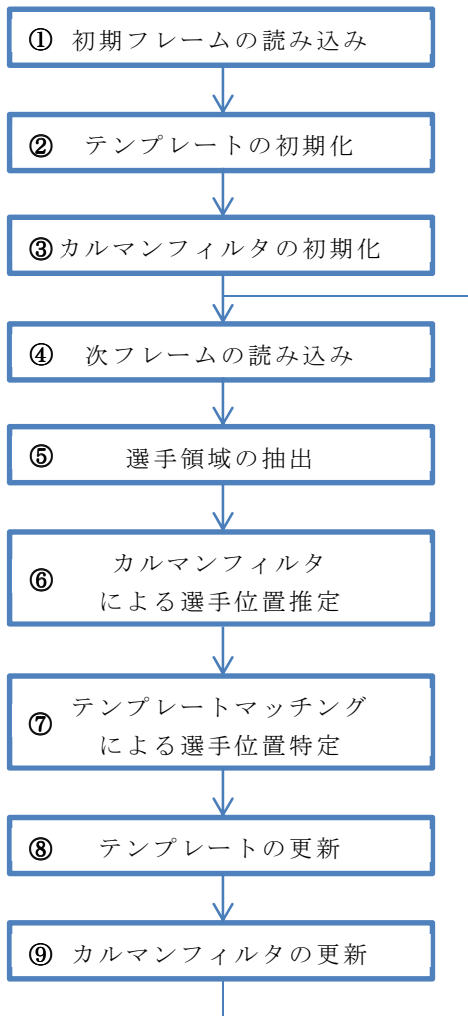 ① 初期フレームの読み込み
② テンプレートの初期化
③カルマンフィルタの初期化
④ 次フレームの読み込み
⑤ 選手領域の抽出
⑥ カルマンフィルタ
による選手位置推定
⑦ テンプレートマッチング
による選手位置特定
⑧ テンプレートの更新
⑨ カルマンフィルタの更新